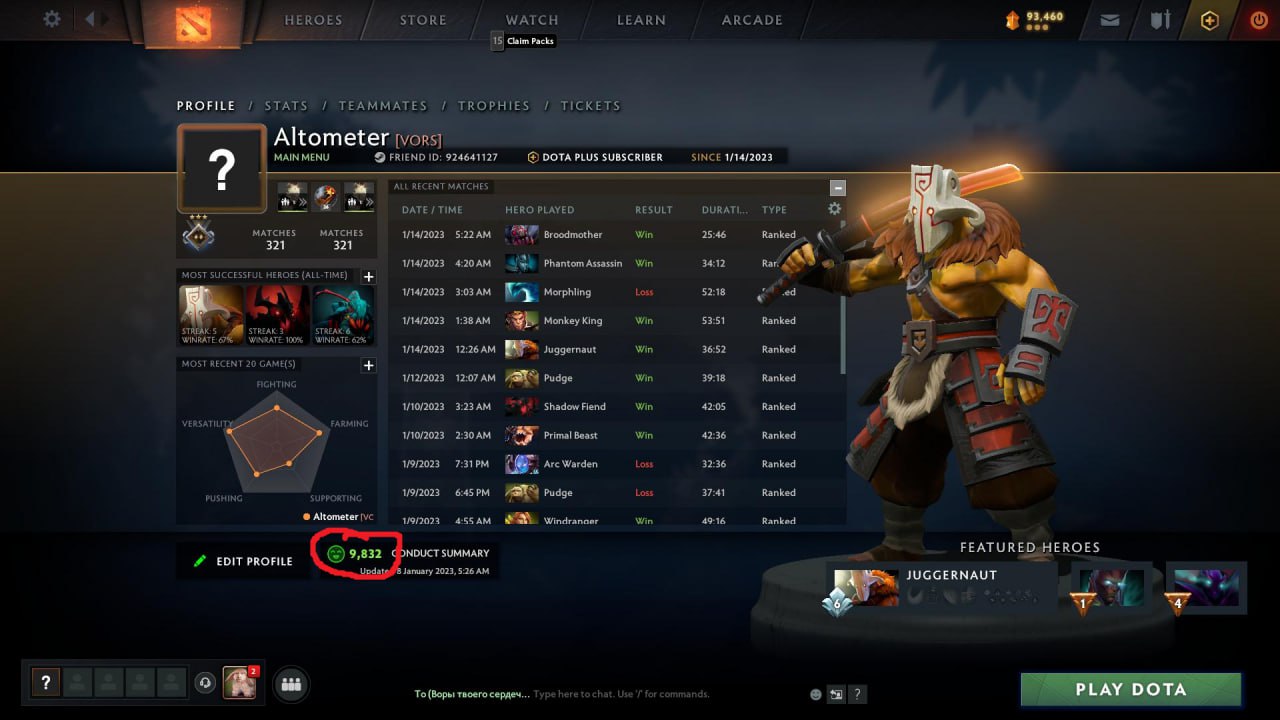 HEROES STORE WATCH LEARN ARCADE 93,460
15 Claim Packs
PROFILE / STATS / TEAMMATES / TROPHIES / TICKETS
?
Altometer [VORS]
MAIN MENU FRIEND ID: 924641127 DOTA PLUS SUBSCRIBER SINCE 1/14/2023
MATCHES MATCHES
321 321
MOST SUCCESSFUL HEROES (ALL-TIME) +
STREAK: 5 STREAK: 3 STREAK: 6
WINRATE: 67% WINRATE: 100% WINRATE: 62%
MOST RECENT 20 GAME(S) +
FIGHTING
VERSATILITY FARMING
PUSHING SUPPORTING
Altometer [VC
ALL RECENT MATCHES
DATE / TIME HERO PLAYED RESULT DURATI... TYPE
1/14/2023 5:22 AM Broodmother Win 25:46 Ranked
1/14/2023 4:20 AM Phantom Assassin Win 34:12
1/14/2023 3:03 AM Morphling Loss 52:18
1/14/2023 1:38 AM Monkey King Win 53:51 Ranked
1/14/2023 12:26 AM Juggernaut Win 36:52 Ranked
1/12/2023 12:07 AM Pudge Win 39:18 Ranked
1/10/2023 3:23 AM Shadow Fiend Win 42:05 Ranked
1/10/2023 2:30 AM Primal Beast Win 42:36 Ranked
1/9/2023 7:31 PM Arc Warden Loss 32:36 Ranked
1/9/2023 6:45 PM Pudge Loss 37:41 Ranked
1/9/2023 4:55 AM Windranger Win 49:16 Ranked
EDIT PROFILE
9,832 CONDUCT SUMMARY
Update 8 January 2023, 5:26 AM
FEATURED HEROES
JUGGERNAUT
6 1 4
? 2
To (Воры твоего сердеч... Type here to chat. Use '/' for commands. ?
PLAY DOTA